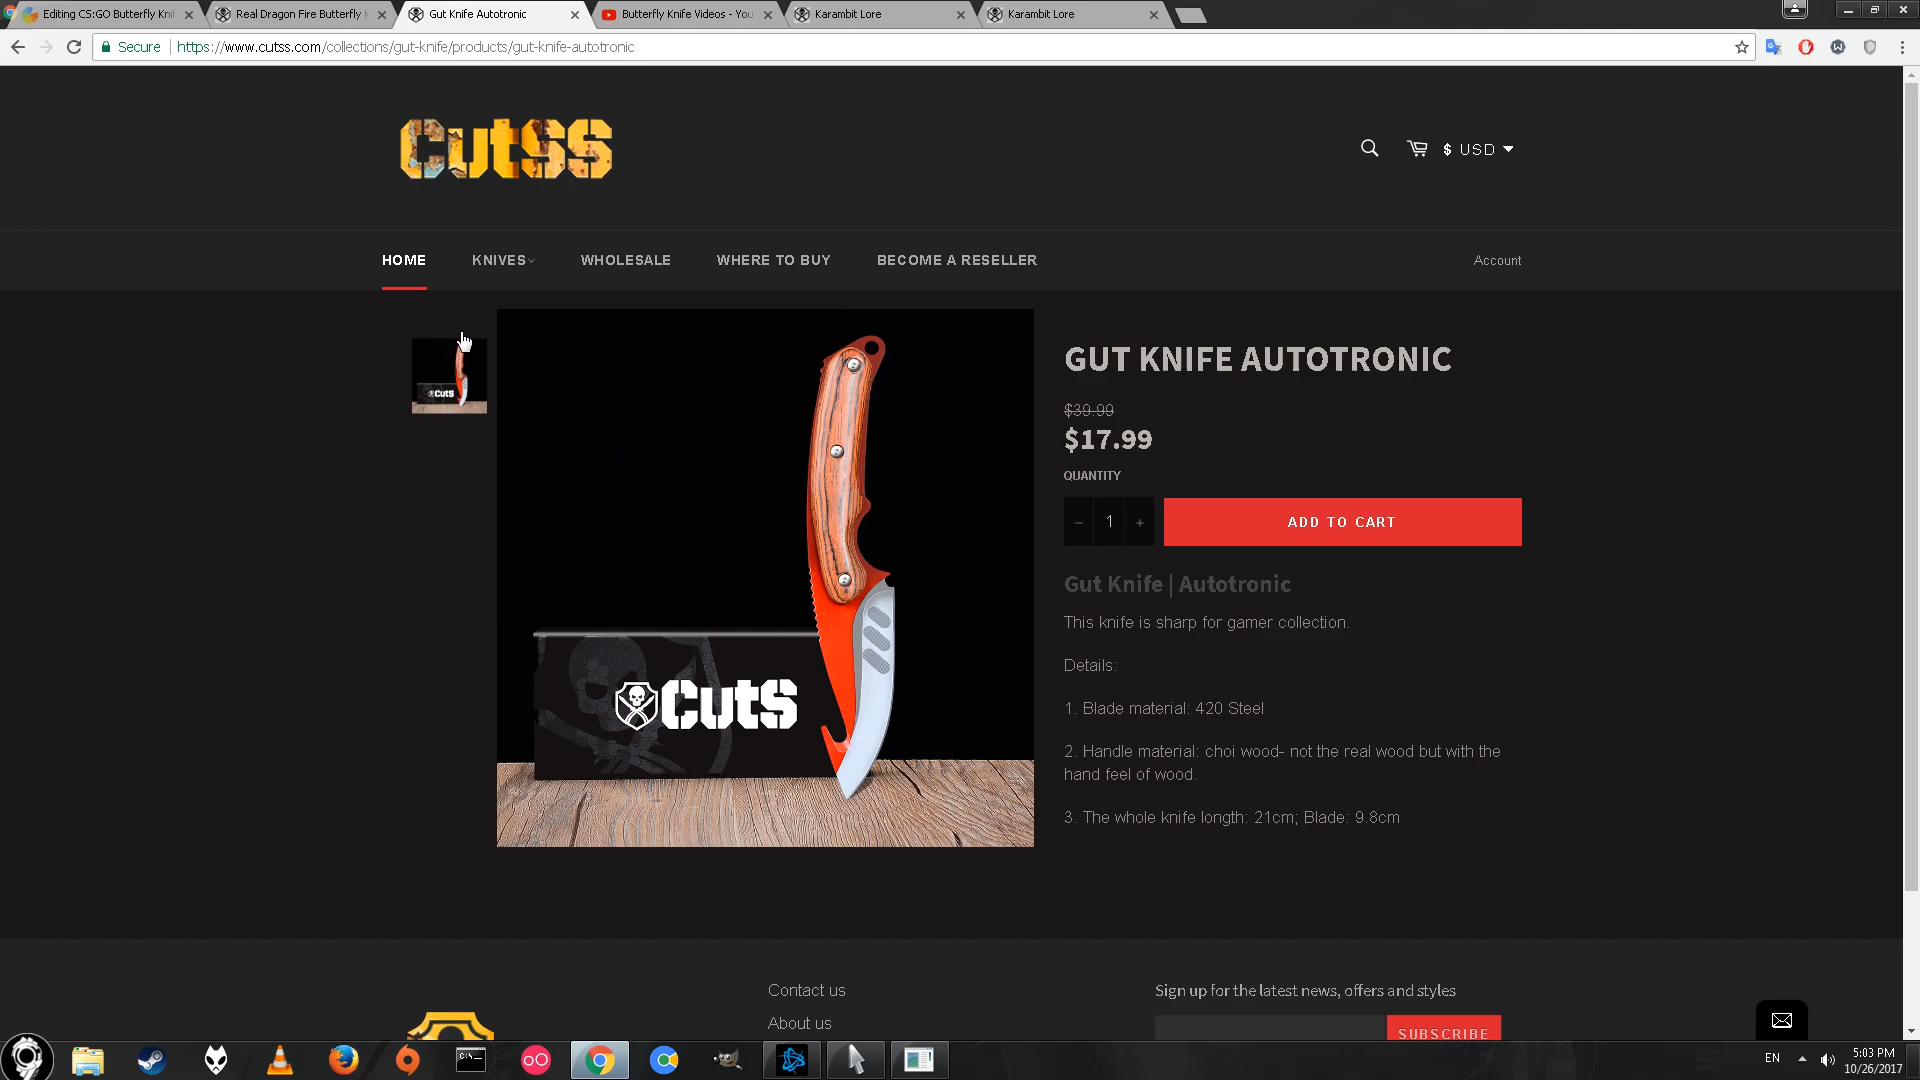 Editing CS:GO Butterfly Kni
Real Dragon Fire Butterfly
Gut Knife Autotronic
Butterfly Knife Videos - You
Karambit Lore
Karambit Lore
Secure
https://www.cutss.com/collections/gut-knife/products/gut-knife-autotronic
CutSS
$ USD
HOME
KNIVES
WHOLESALE
WHERE TO BUY
BECOME A RESELLER
Account
CutS
CutS
GUT KNIFE AUTOTRONIC
$39.99
$17.99
QUANTITY
− 1 +
ADD TO CART
Gut Knife | Autotronic
This knife is sharp for gamer collection.
Details:
1. Blade material: 420 Steel
2. Handle material: choi wood- not the real wood but with the
hand feel of wood.
3. The whole knife length: 21cm; Blade: 9.8cm
Contact us
About us
Sign up for the latest news, offers and styles
SUBSCRIBE
EN
5:03 PM
10/26/2017